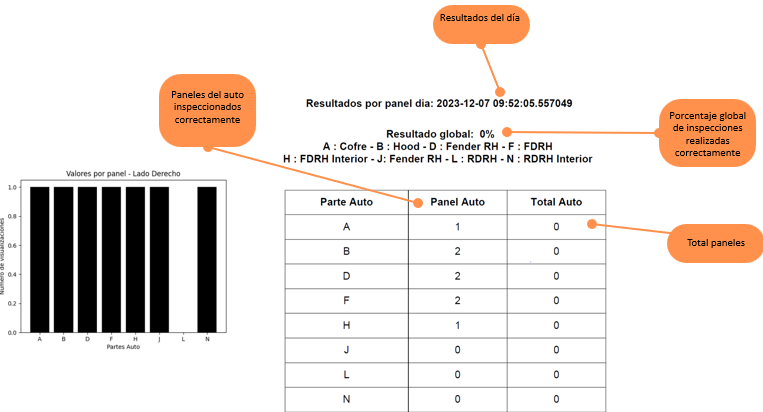 Resultados del día
Paneles del auto
inspeccionados
correctamente
Resultados por panel dia: 2023-12-07 09:52:05.557049
Porcentaje global
de inspecciones
realizadas
correctamente
Resultado global: 0%
A : Cofre - B : Hood - D : Fender RH - F : FDRH
H : FDRH Interior - J: Fender RH - L : RDRH - N : RDRH Interior
Valores por panel - Lado Derecho
Número de visualizaciones
1.0
0.8
0.6
0.4
0.2
0.0
A B D F H J L N
Partes Auto
Parte Auto Panel Auto Total Auto
A 1 0
B 2 0
D 2 0
F 2 0
H 1 0
J 0 0
L 0 0
N 0 0
Total paneles